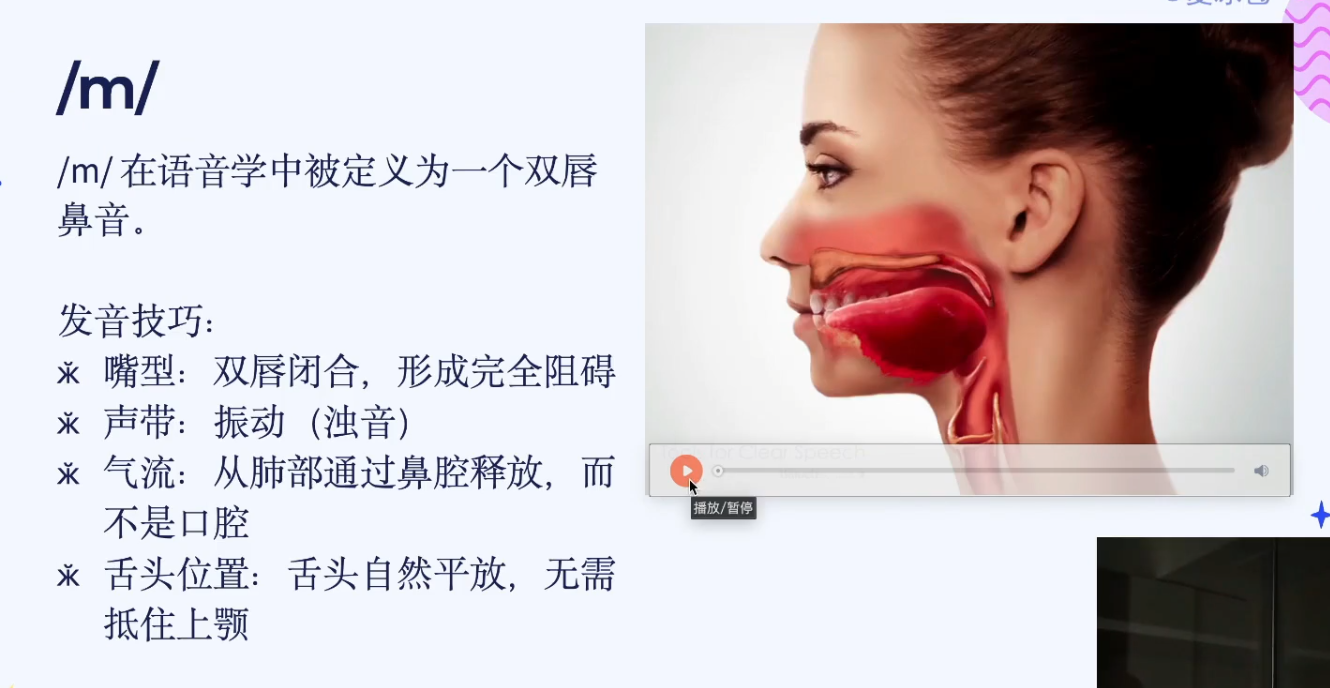 /m/
/m/ 在语音学中被定义为一个双唇
鼻音。
发音技巧：
嘴型：双唇闭合，形成完全阻碍
声带：振动（浊音）
气流：从肺部通过鼻腔释放，而
不是口腔
舌头位置：舌头自然平放，无需
抵住上颚
for Clear Speech
播放/暂停